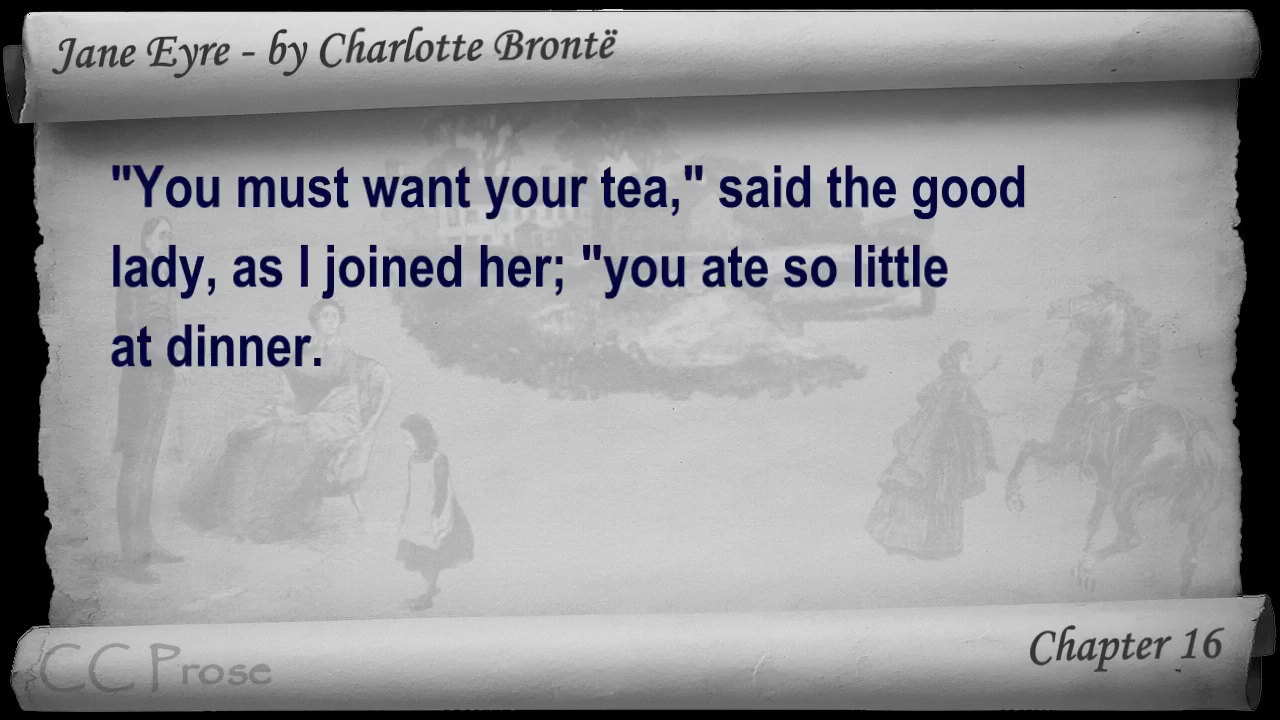 Jane Eyre - by Charlotte Brontë
"You must want your tea," said the good
lady, as I joined her; "you ate so little
at dinner.
Chapter 16
CC Prose